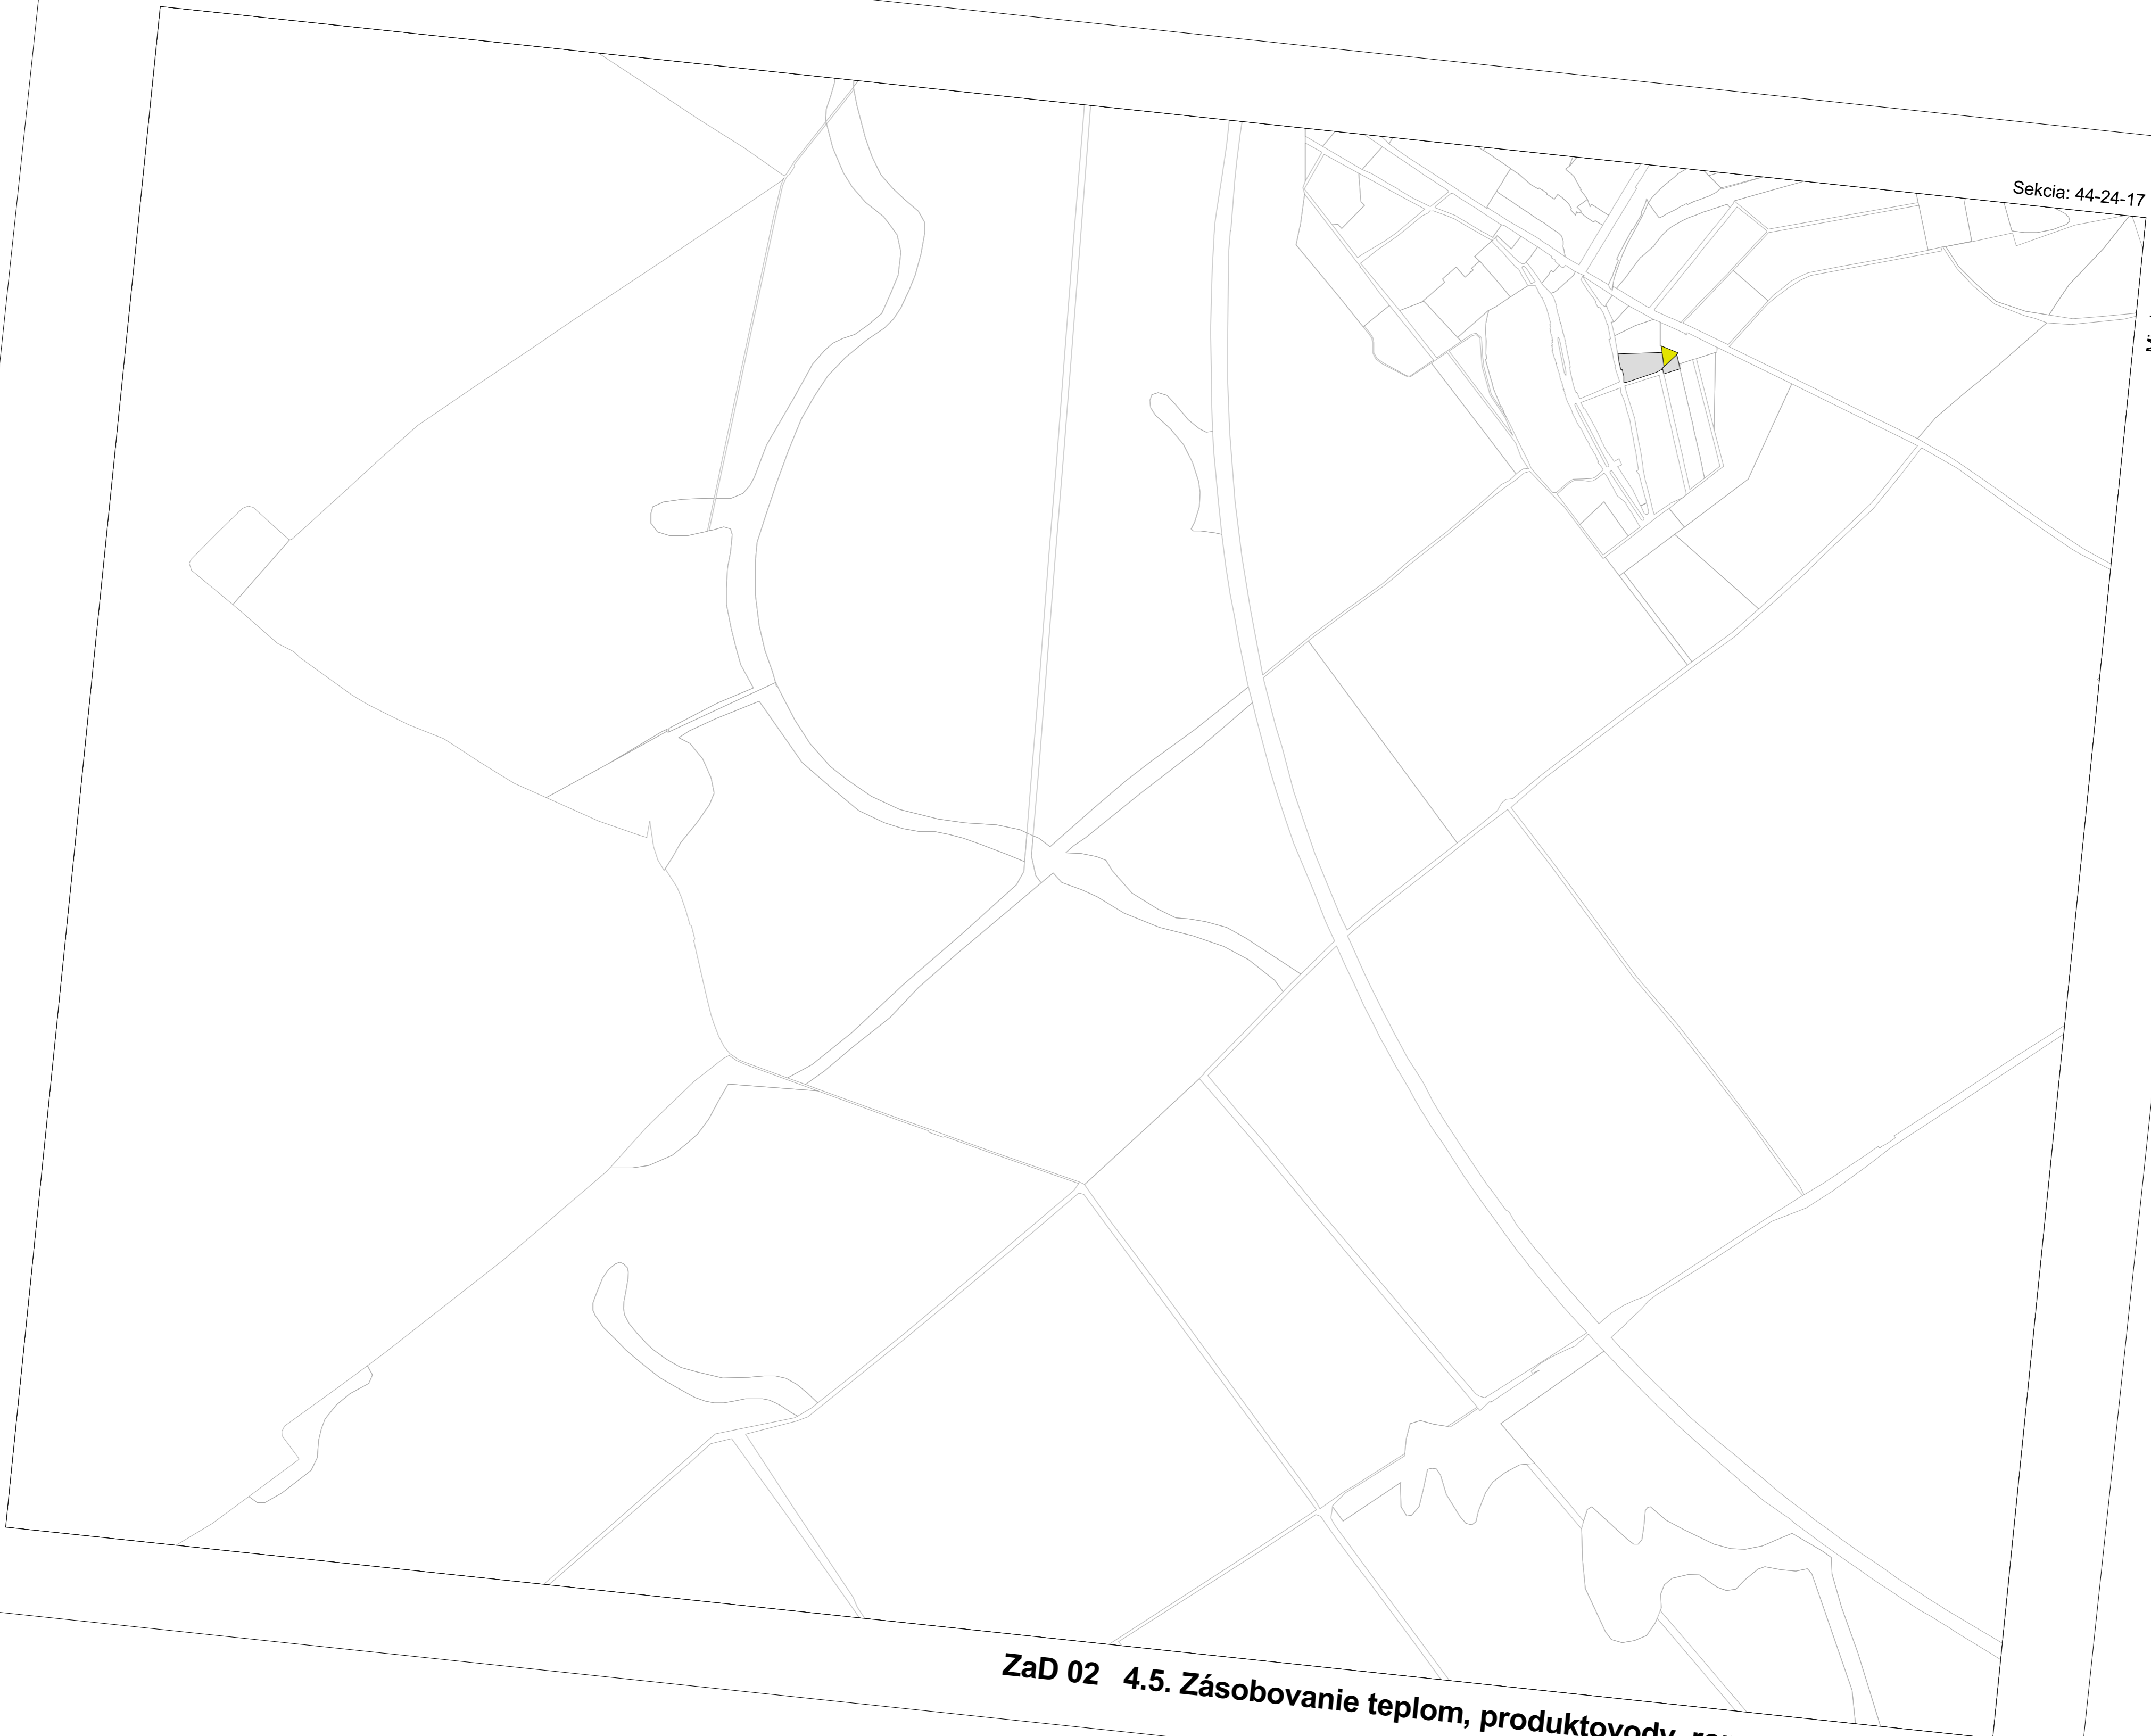 Sekcia: 44-24-17
ZaD 02 4.5. Zásobovanie teplom, produktovody,